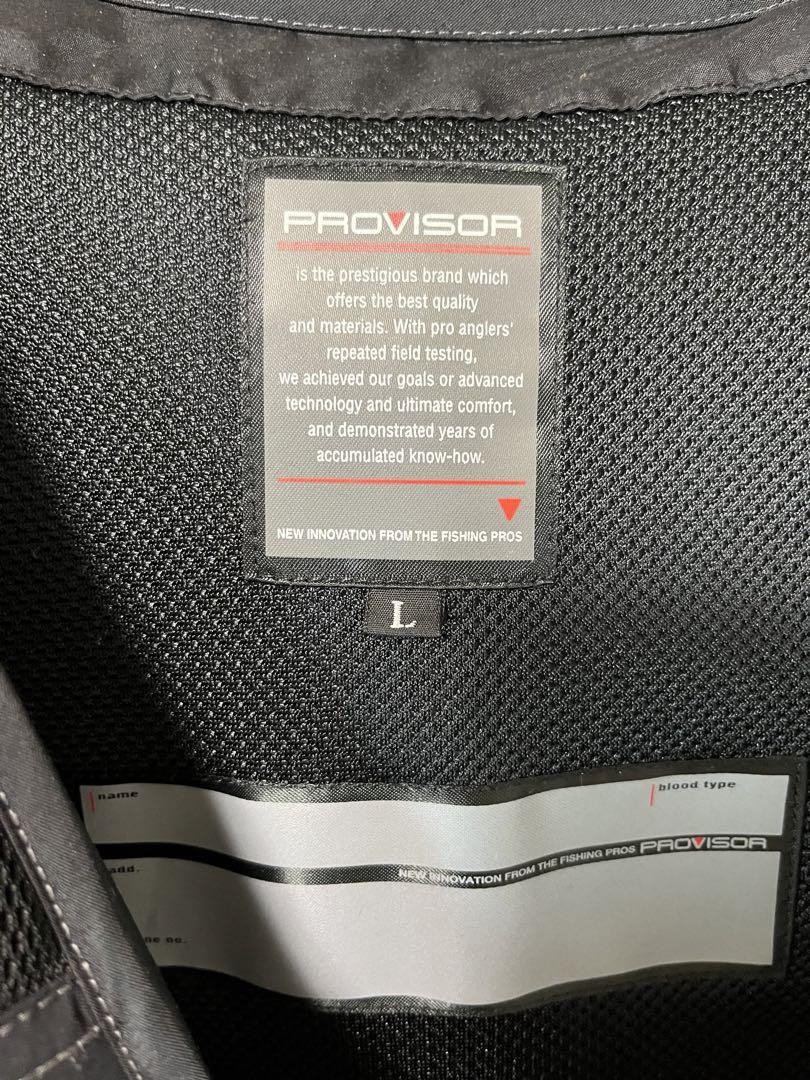 PROVISOR
is the prestigious brand which
offers the best quality
and materials. With pro anglers'
repeated field testing,
we achieved our goals or advanced
technology and ultimate comfort,
and demonstrated years of
accumulated know-how.
NEW INNOVATION FROM THE FISHING PROS
L
name
blood type
NEW INNOVATION FROM THE FISHING PROS PROVISOR
add.
ne no.